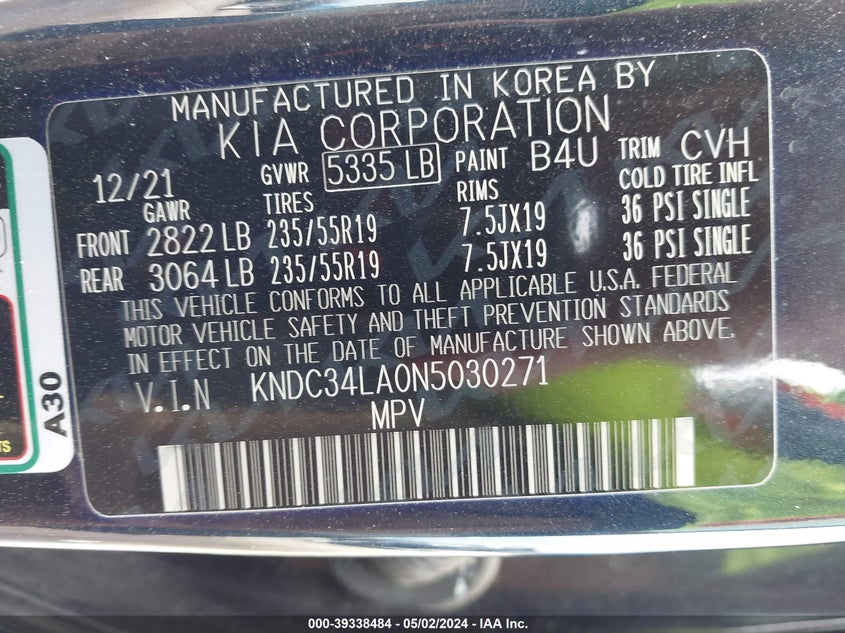 MANUFACTURED IN KOREA BY
KIA CORPORATION
12/21 GVWR 5335 LB PAINT B4U TRIM CVH
GAWR TIRES RIMS COLD TIRE INFL
FRONT 2822 LB 235/55R19 7.5JX19 36 PSI SINGLE
REAR 3064 LB 235/55R19 7.5JX19 36 PSI SINGLE
THIS VEHICLE CONFORMS TO ALL APPLICABLE U.S.A. FEDERAL
MOTOR VEHICLE SAFETY AND THEFT PREVENTION STANDARDS
IN EFFECT ON THE DATE OF MANUFACTURE SHOWN ABOVE.
V.I.N KNDC34LA0N5030271
MPV
A30
000-39338484 - 05/02/2024 - IAA Inc.